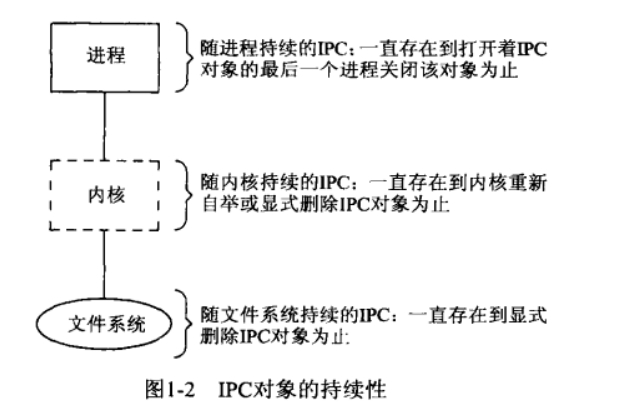 进程
随进程持续的IPC：一直存在到打开着IPC
对象的最后一个进程关闭该对象为止
内核
随内核持续的IPC：一直存在到内核重新
自举或显式删除IPC对象为止
文件系统
随文件系统持续的IPC：一直存在到显式
删除IPC对象为止
图1-2 IPC对象的持续性